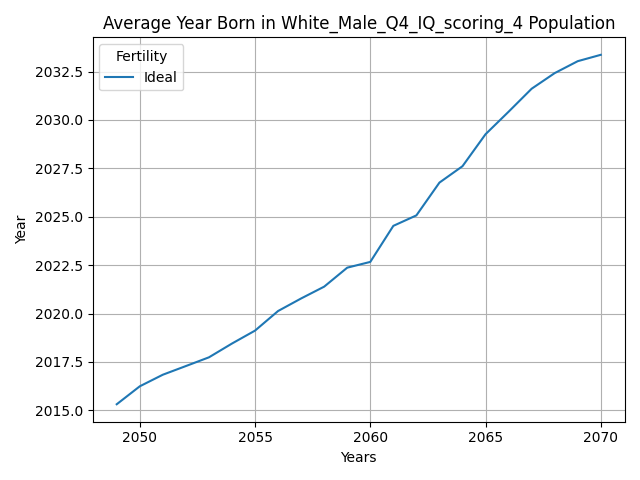 Average Year Born in White_Male_Q4_IQ_scoring_4 Population
Fertility
Ideal
2032.5
2030.0
2027.5
2025.0
2022.5
2020.0
2017.5
2015.0
Year
2050 2055 2060 2065 2070
Years